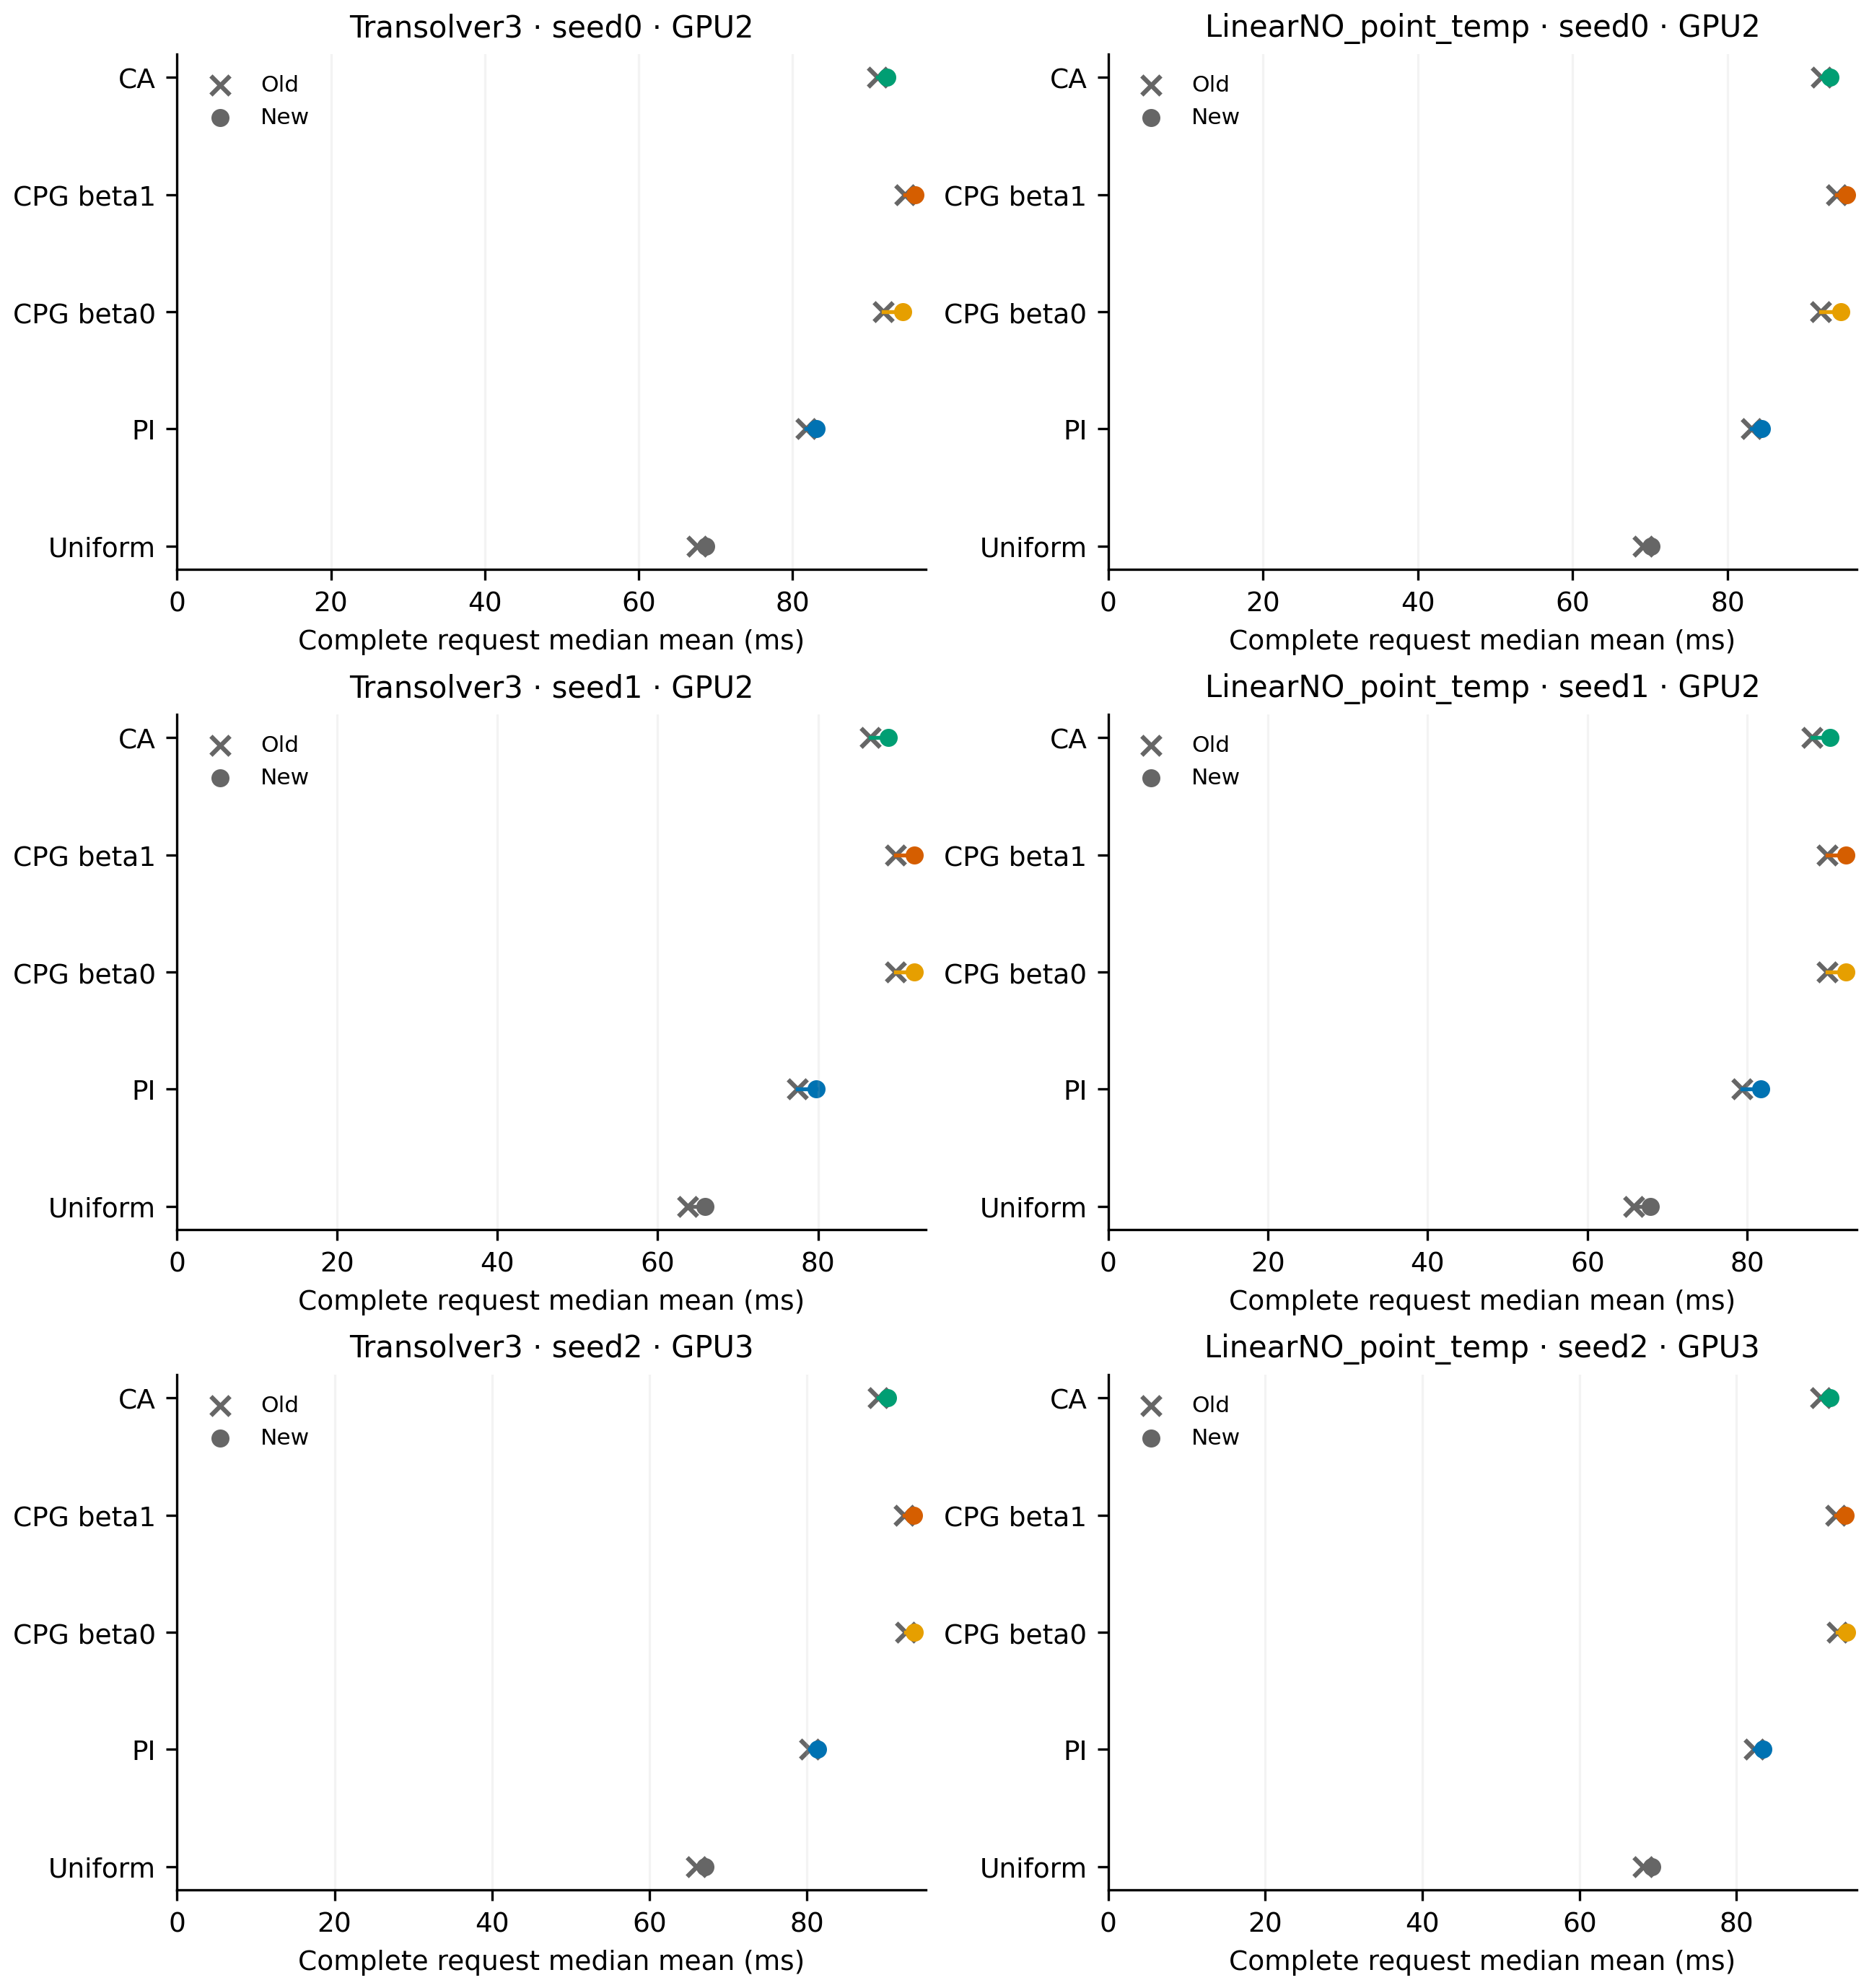 Transolver3 · seed0 · GPU2
CA
CPG beta1
CPG beta0
PI
Uniform
Old
New
0 20 40 60 80
Complete request median mean (ms)
LinearNO_point_temp · seed0 · GPU2
CA
CPG beta1
CPG beta0
PI
Uniform
Old
New
0 20 40 60 80
Complete request median mean (ms)
Transolver3 · seed1 · GPU2
CA
CPG beta1
CPG beta0
PI
Uniform
Old
New
0 20 40 60 80
Complete request median mean (ms)
LinearNO_point_temp · seed1 · GPU2
CA
CPG beta1
CPG beta0
PI
Uniform
Old
New
0 20 40 60 80
Complete request median mean (ms)
Transolver3 · seed2 · GPU3
CA
CPG beta1
CPG beta0
PI
Uniform
Old
New
0 20 40 60 80
Complete request median mean (ms)
LinearNO_point_temp · seed2 · GPU3
CA
CPG beta1
CPG beta0
PI
Uniform
Old
New
0 20 40 60 80
Complete request median mean (ms)